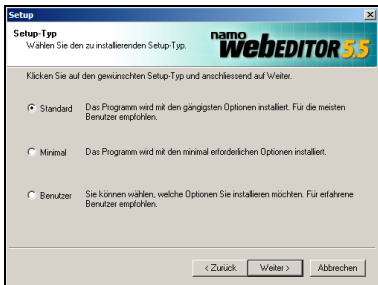 Setup
Setup-Typ
Wählen Sie den zu installierenden Setup-Typ.
namo
WebEDITOR 5.5
Klicken Sie auf den gewünschten Setup-Typ und anschliessend auf Weiter.
Standard
Das Programm wird mit den gängigsten Optionen installiert. Für die meisten
Benutzer empfohlen.
Minimal
Das Programm wird mit den minimal erforderlichen Optionen installiert.
Benutzer
Sie können wählen, welche Optionen Sie installieren möchten. Für erfahrene
Benutzer empfohlen.
< Zurück
Weiter >
Abbrechen